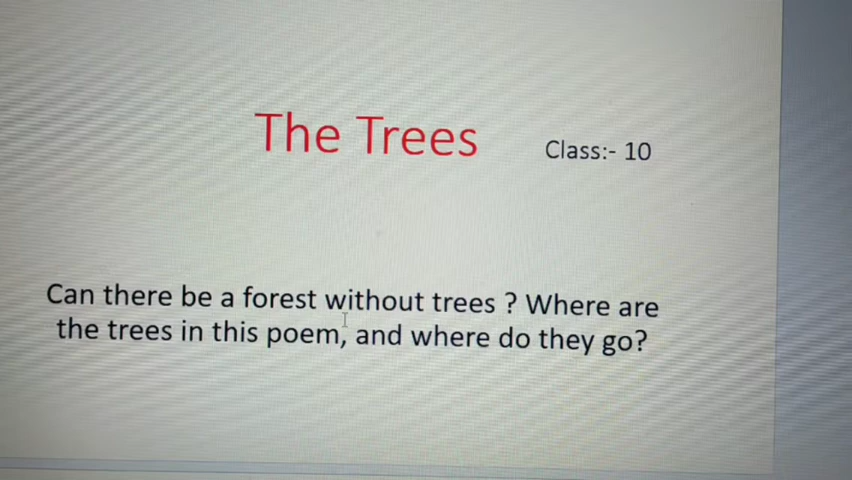 The Trees Class:- 10
Can there be a forest without trees ? Where are
the trees in this poem, and where do they go?